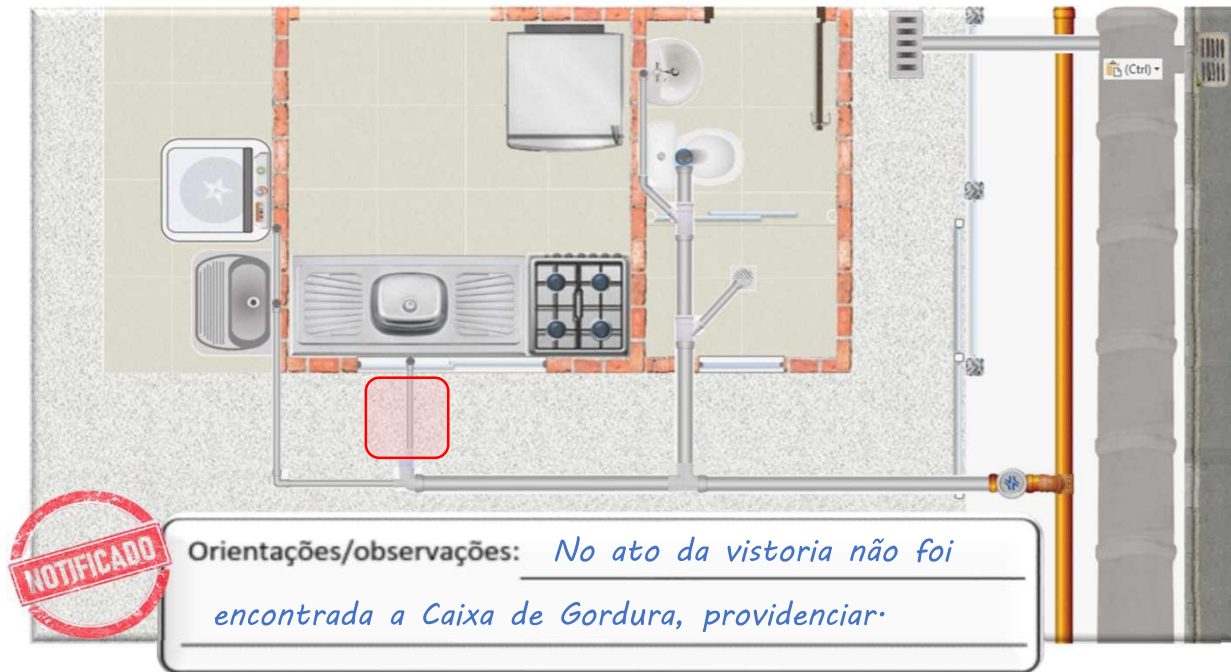 (Ctrl)
NOTIFICADO
Orientações/observações: No ato da vistoria não foi
encontrada a Caixa de Gordura, providenciar.